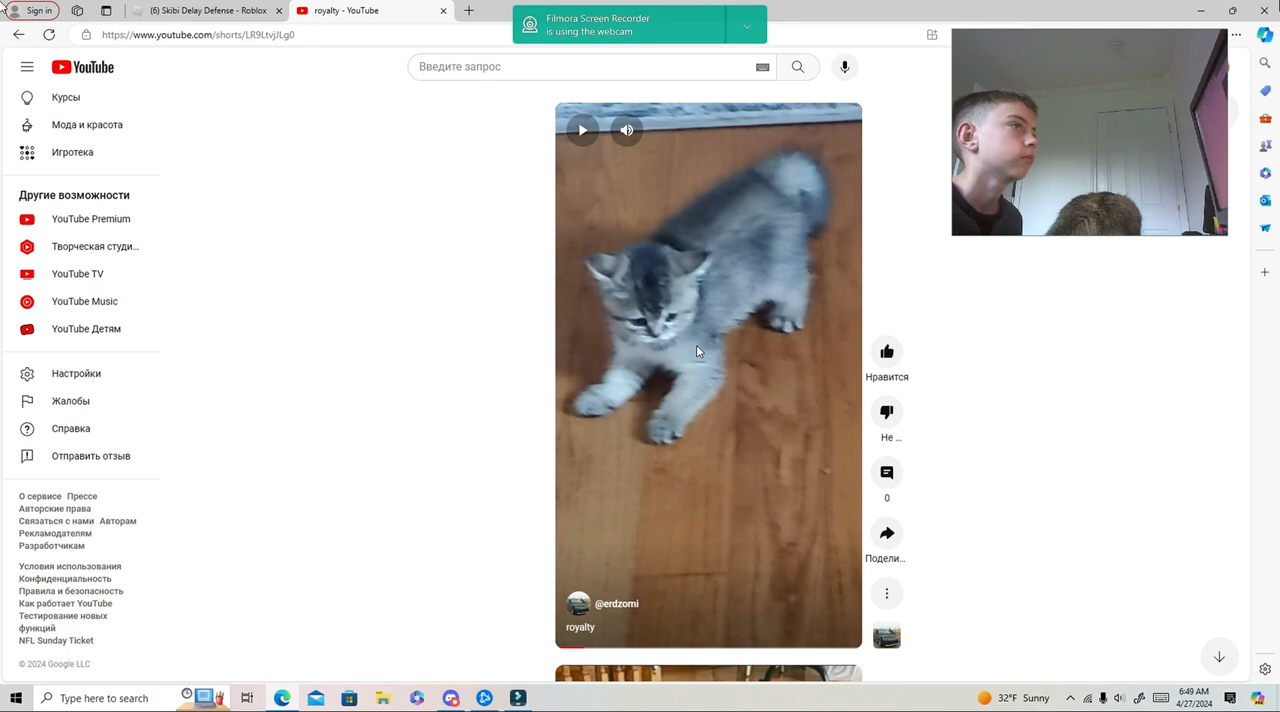 Sign in
(6) Skibi Delay Defense - Roblox
royalty - YouTube
Filmora Screen Recorder
is using the webcam
https://www.youtube.com/shorts/LR9LtvjJLg0
YouTube
Введите запрос
Курсы
Мода и красота
Игротека
Другие возможности
YouTube Premium
Творческая студи...
YouTube TV
YouTube Music
YouTube Детям
Настройки
Жалобы
Справка
Отправить отзыв
О сервисе Прессе
Авторские права
Связаться с нами Авторам
Рекламодателям
Разработчикам
Условия использования
Конфиденциальность
Правила и безопасность
Как работает YouTube
Тестирование новых
функций
NFL Sunday Ticket
© 2024 Google LLC
Нравится
Не ...
0
Подели...
@erdzomi
royalty
Type here to search
32°F Sunny
6:49 AM
4/27/2024